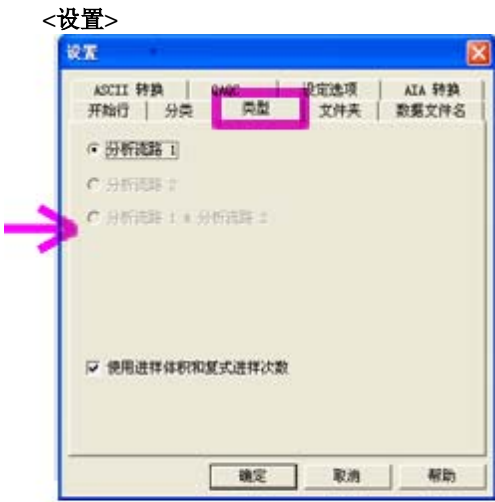 <设置>
设置
ASCII 转换 QAQC 设定选项 AIA 转换
开始行 分类 类型 文件夹 数据文件名
分析流路 1
分析流路 2
分析流路 1 & 分析流路 2
使用进样体积和复式进样次数
确定 取消 帮助